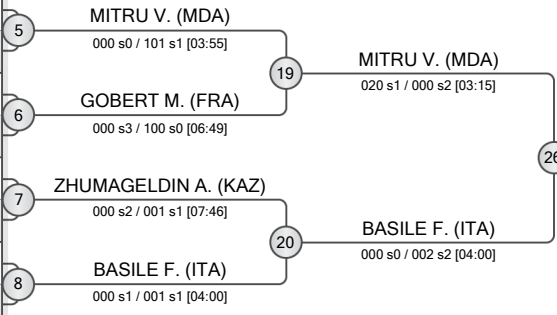 5
MITRU V. (MDA)
000 s0 / 101 s1 [03:55]
19
MITRU V. (MDA)
020 s1 / 000 s2 [03:15]
6
GOBERT M. (FRA)
000 s3 / 100 s0 [06:49]
26
7
ZHUMAGELDIN A. (KAZ)
000 s2 / 001 s1 [07:46]
20
BASILE F. (ITA)
000 s0 / 002 s2 [04:00]
8
BASILE F. (ITA)
000 s1 / 001 s1 [04:00]